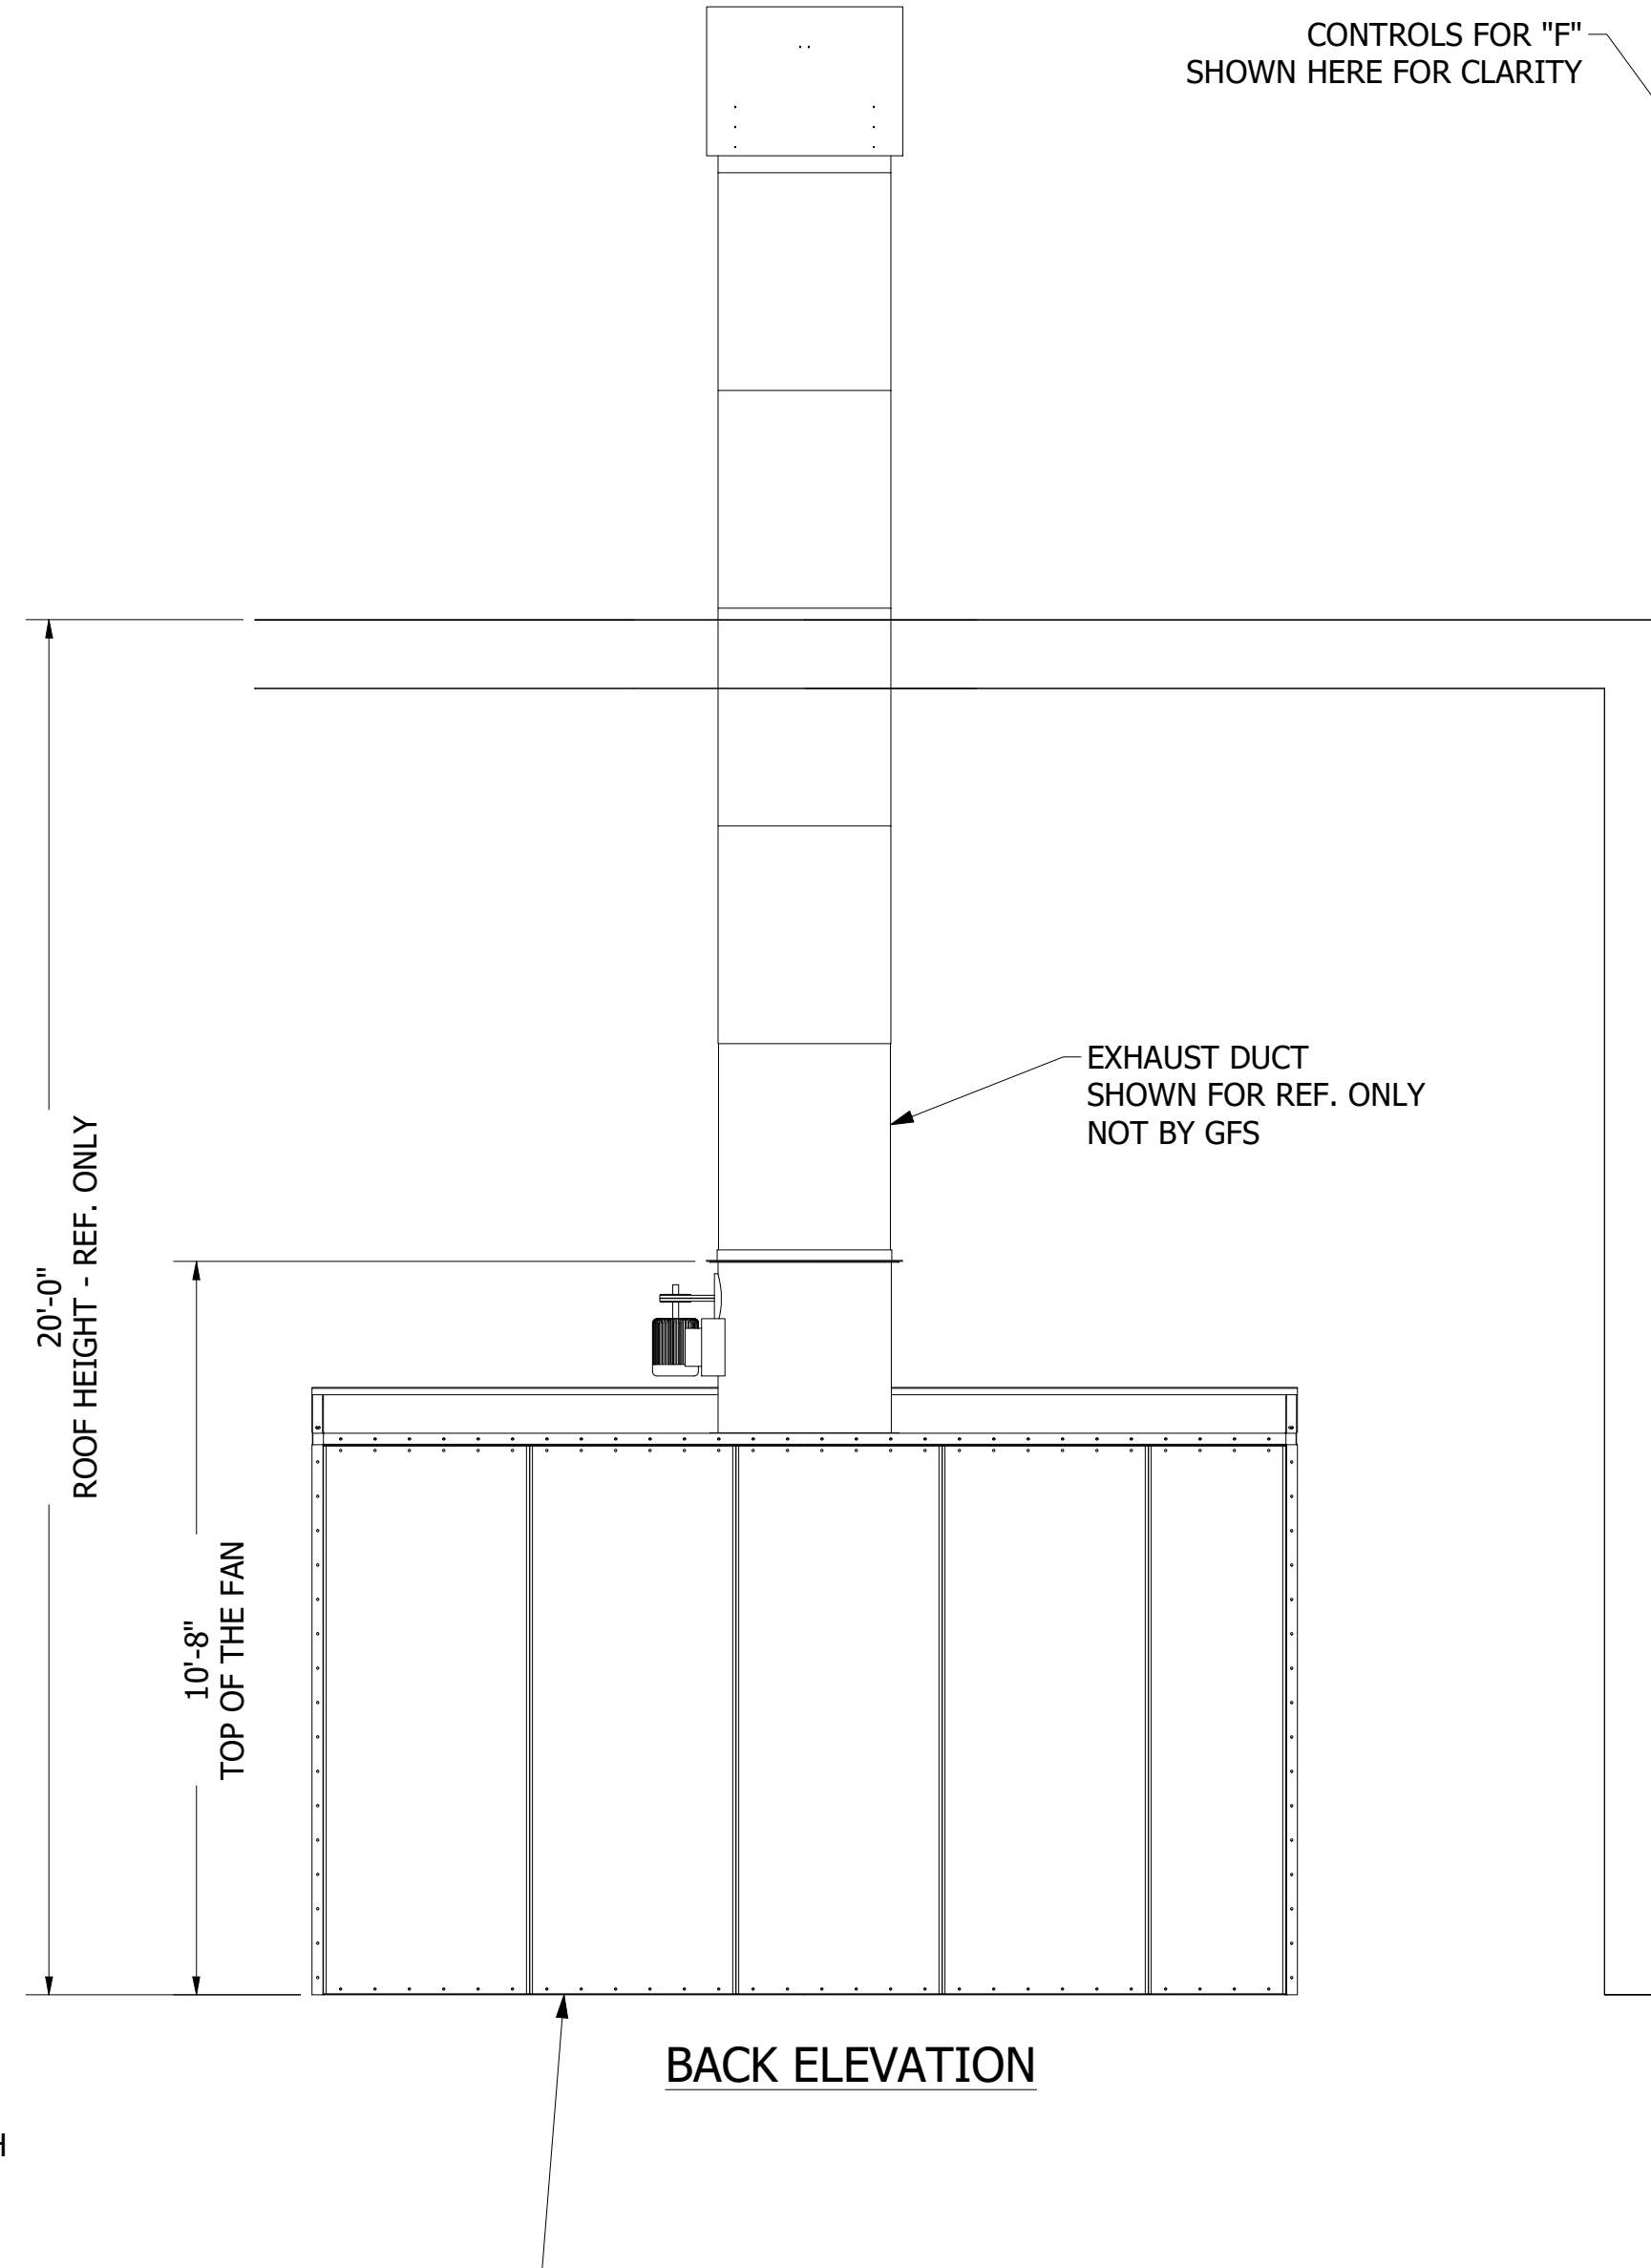 CONTROLS FOR "F"
SHOWN HERE FOR CLARITY
EXHAUST DUCT
SHOWN FOR REF. ONLY
NOT BY GFS
20'-0"
ROOF HEIGHT - REF. ONLY
10'-8"
TOP OF THE FAN
BACK ELEVATION
H